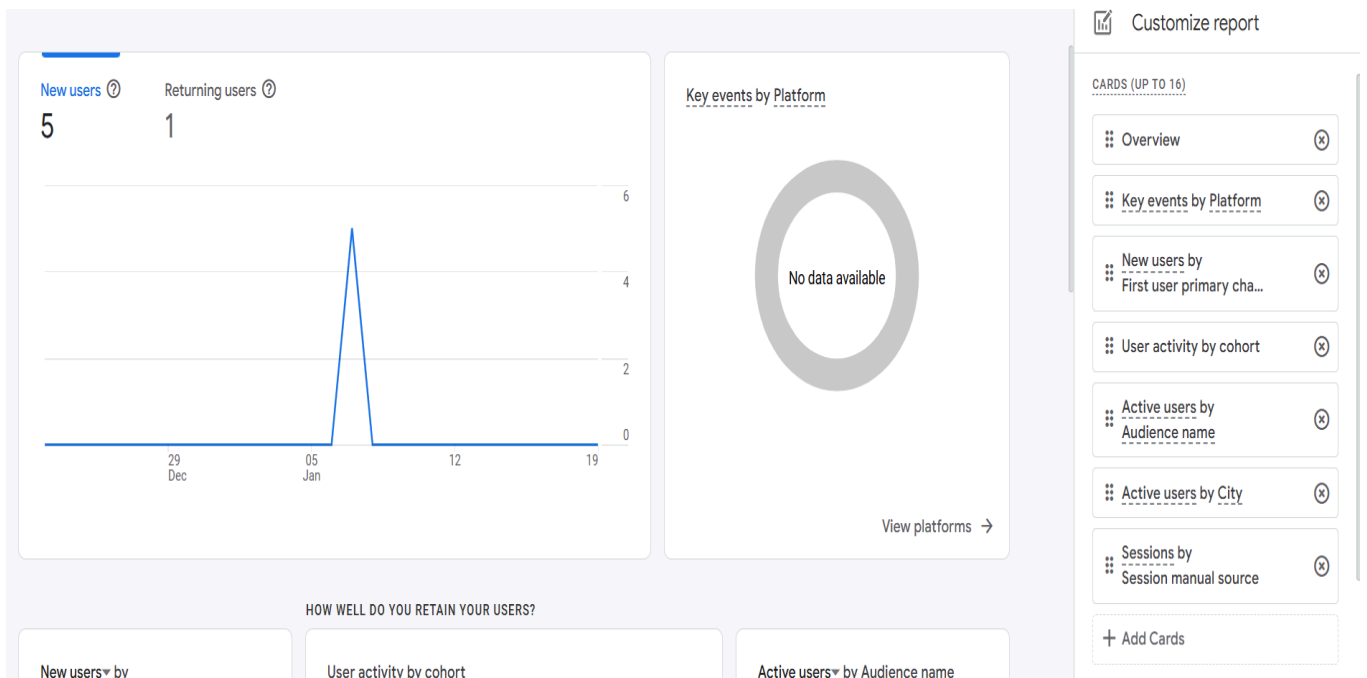 New users
Returning users
5
1
6
4
2
0
29
Dec
05
Jan
12
19
Key events by Platform
No data available
View platforms
HOW WELL DO YOU RETAIN YOUR USERS?
New users by
User activity by cohort
Active users by Audience name
Customize report
CARDS (UP TO 16)
Overview
Key events by Platform
New users by
First user primary cha...
User activity by cohort
Active users by
Audience name
Active users by City
Sessions by
Session manual source
Add Cards